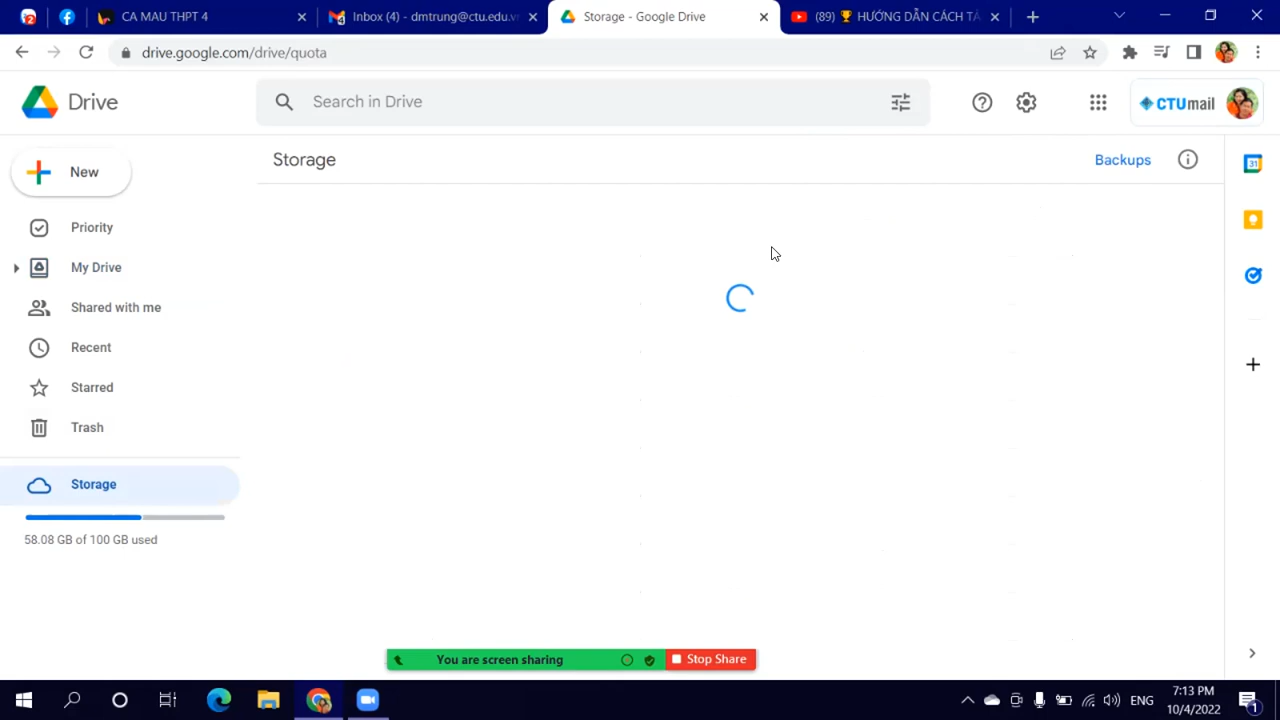 CA MAU THPT 4
Inbox (4) - dmtrung@ctu.edu.v
Storage - Google Drive
(89) 🏆 HƯỚNG DẪN CÁCH TẢ
drive.google.com/drive/quota
Drive
Search in Drive
CTUmail
New
Storage
Backups
31
Priority
My Drive
Shared with me
Recent
Starred
Trash
Storage
58.08 GB of 100 GB used
You are screen sharing
Stop Share
ENG
7:13 PM
10/4/2022
1